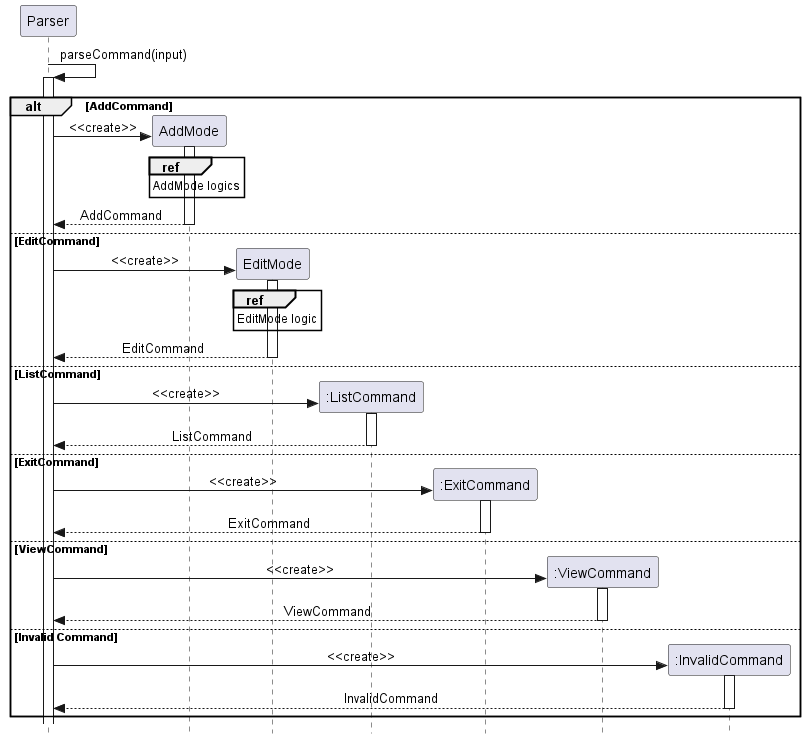 Parser
parseCommand(input)
alt
[AddCommand]
<<create>>
AddMode
ref
AddMode logics
AddCommand
[EditCommand]
<<create>>
EditMode
ref
EditMode logic
EditCommand
[ListCommand]
<<create>>
:ListCommand
ListCommand
[ExitCommand]
<<create>>
:ExitCommand
ExitCommand
[ViewCommand]
<<create>>
:ViewCommand
ViewCommand
[Invalid Command]
<<create>>
:InvalidCommand
InvalidCommand